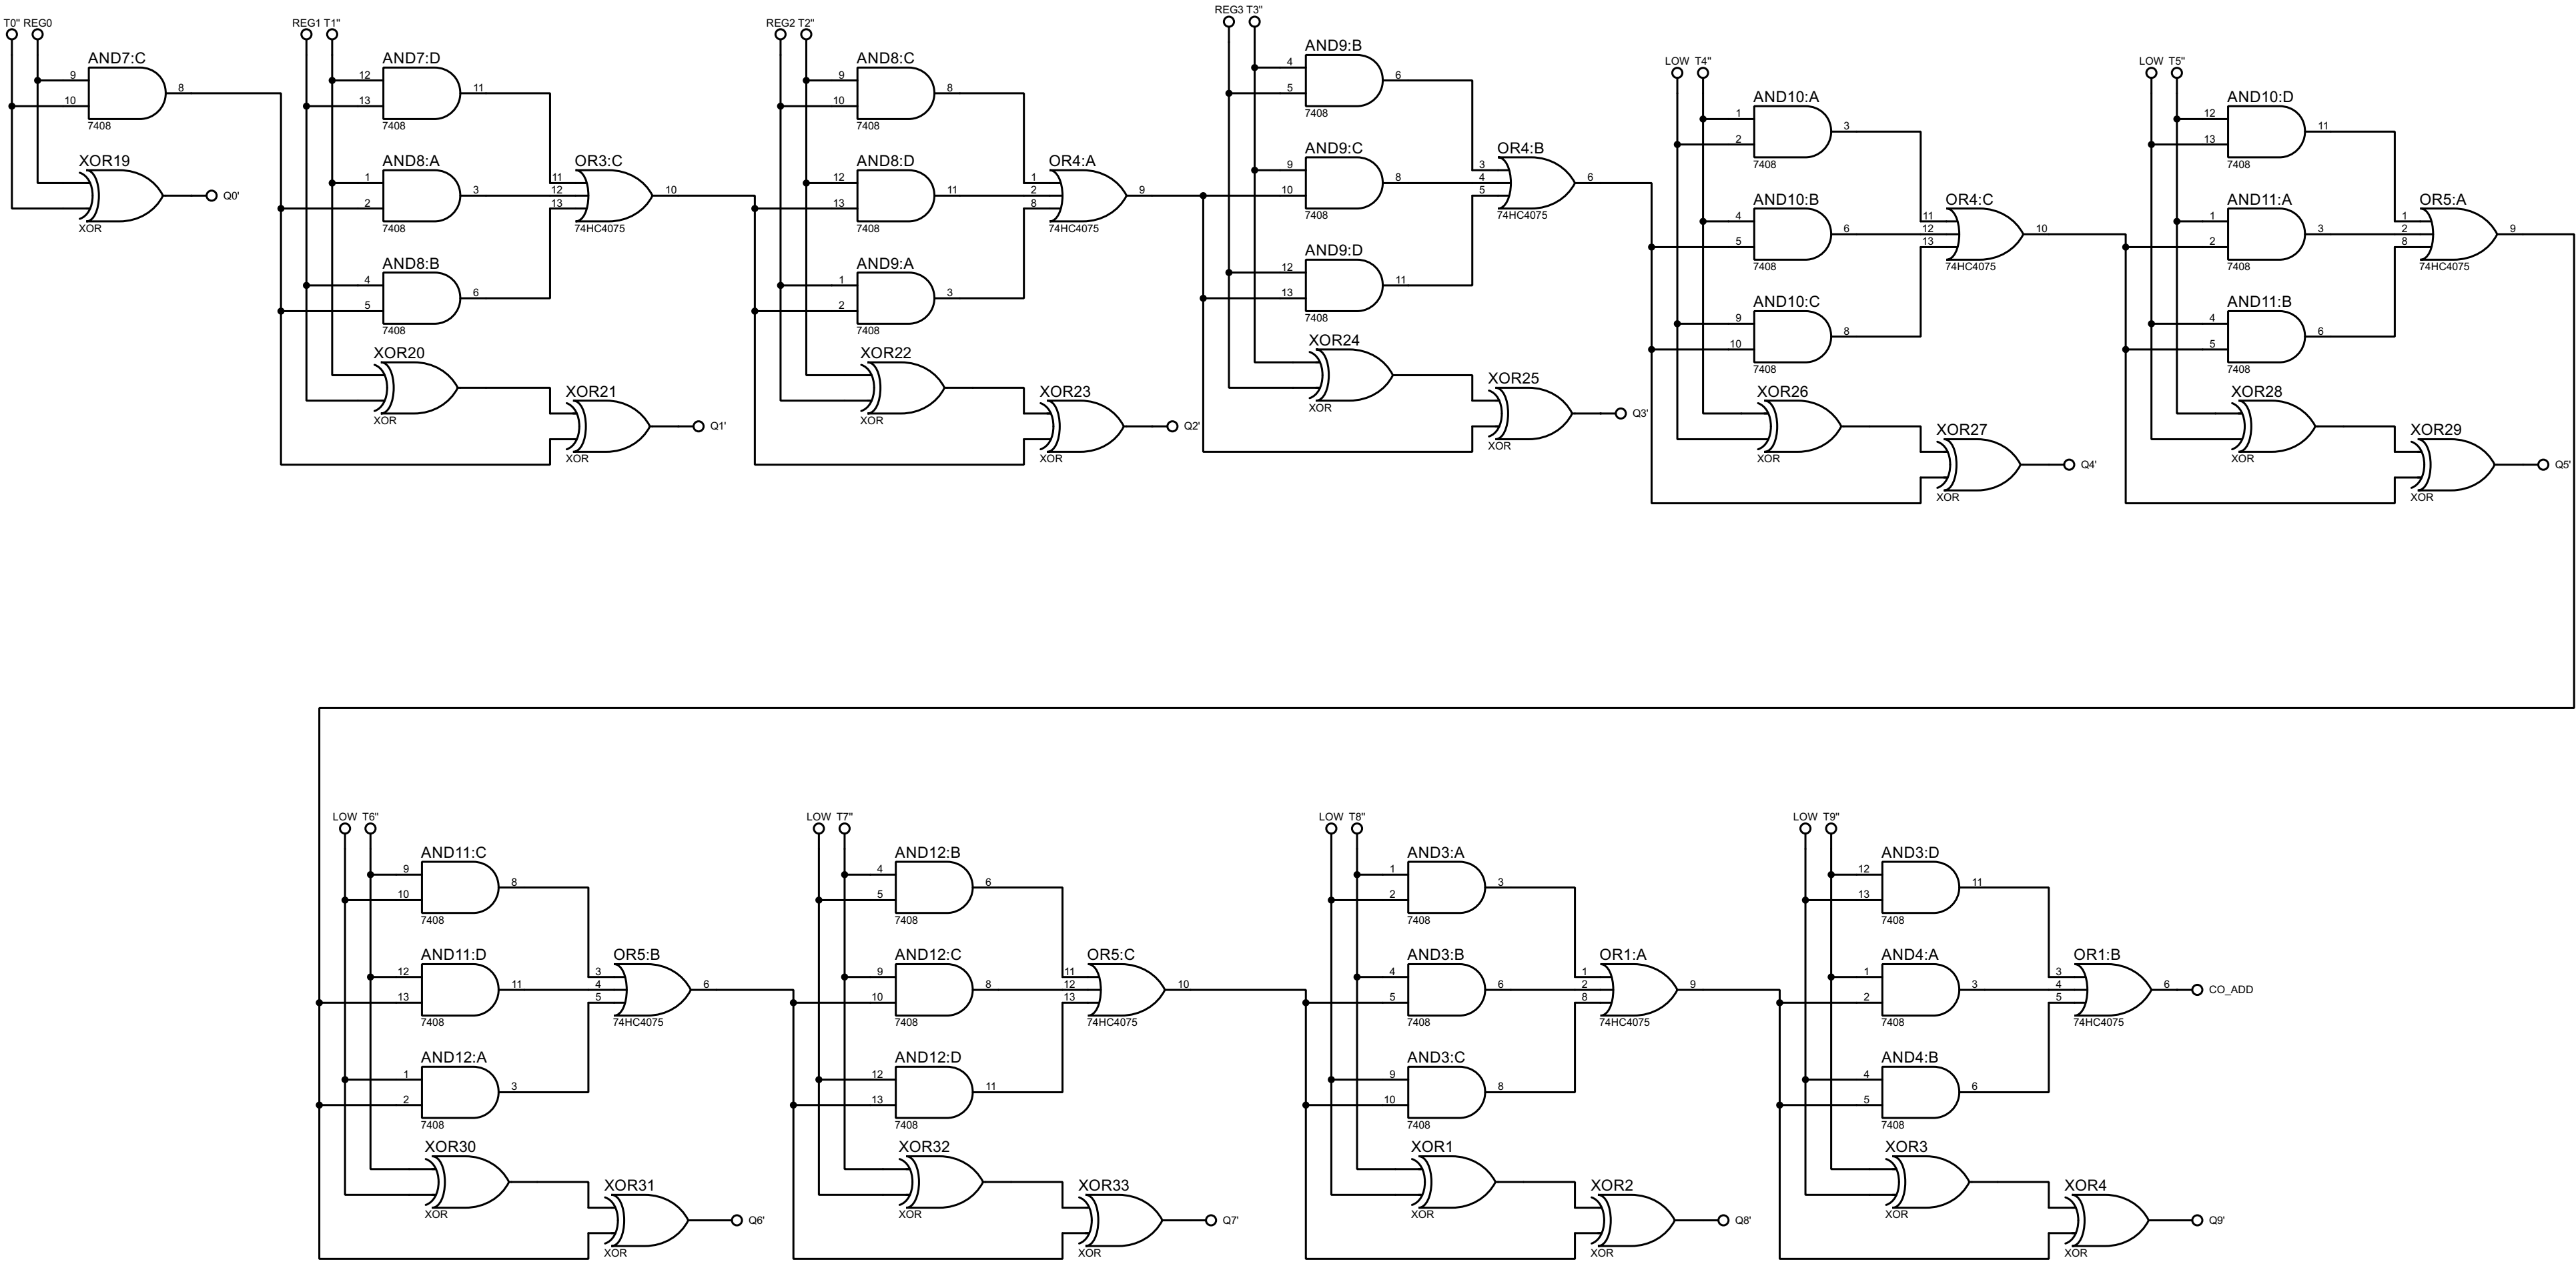 T0" REG0
AND7:C
9
10
8
7408
XOR19
XOR
Q0'
REG1 T1"
AND7:D
12
13
11
7408
AND8:A
1
2
3
7408
AND8:B
4
5
6
7408
OR3:C
11
12
13
10
74HC4075
XOR20
XOR
XOR21
XOR
Q1'
REG2 T2"
AND8:C
9
10
8
7408
AND8:D
12
13
11
7408
AND9:A
1
2
3
7408
OR4:A
1
2
8
9
74HC4075
XOR22
XOR
XOR23
XOR
Q2'
REG3 T3"
AND9:B
4
5
6
7408
AND9:C
9
10
8
7408
AND9:D
12
13
11
7408
OR4:B
3
4
5
6
74HC4075
XOR24
XOR
XOR25
XOR
Q3'
LOW T4"
AND10:A
1
2
3
7408
AND10:B
4
5
6
7408
AND10:C
9
10
8
7408
OR4:C
11
12
13
10
74HC4075
XOR26
XOR
XOR27
XOR
Q4'
LOW T5"
AND10:D
12
13
11
7408
AND11:A
1
2
3
7408
AND11:B
4
5
6
7408
OR5:A
1
2
8
9
74HC4075
XOR28
XOR
XOR29
XOR
Q5'
LOW T6"
AND11:C
9
10
8
7408
AND11:D
12
13
11
7408
AND12:A
1
2
3
7408
OR5:B
3
4
5
6
74HC4075
XOR30
XOR
XOR31
XOR
Q6'
LOW T7"
AND12:B
4
5
6
7408
AND12:C
9
10
8
7408
AND12:D
12
13
11
7408
OR5:C
11
12
13
10
74HC4075
XOR32
XOR
XOR33
XOR
Q7'
LOW T8"
AND3:A
1
2
3
7408
AND3:B
4
5
6
7408
AND3:C
9
10
8
7408
OR1:A
1
2
8
9
74HC4075
XOR1
XOR
XOR2
XOR
Q8'
LOW T9"
AND3:D
12
13
11
7408
AND4:A
1
2
3
7408
AND4:B
4
5
6
7408
OR1:B
3
4
5
6
74HC4075
CO_ADD
XOR3
XOR
XOR4
XOR
Q9'